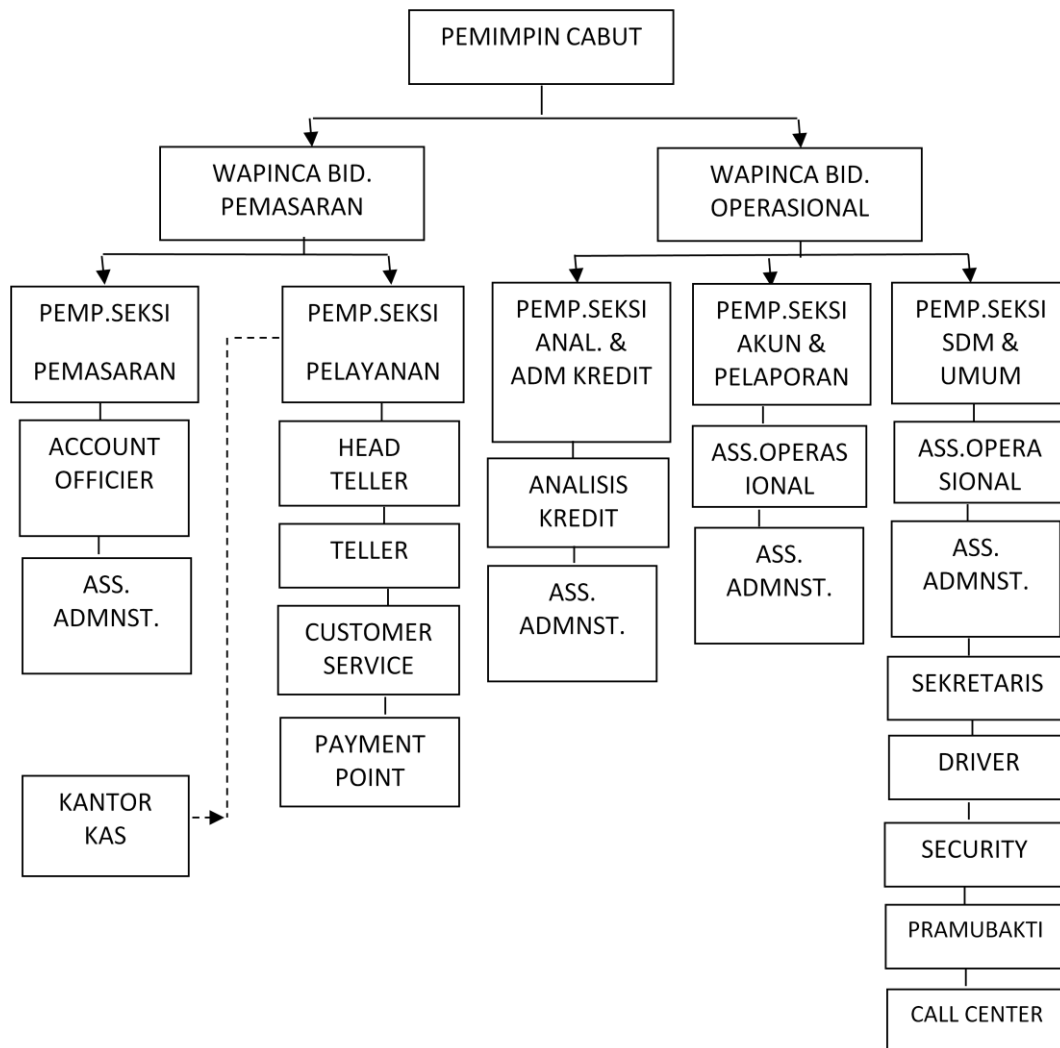 PEMIMPIN CABUT
WAPINCA BID.
PEMASARAN
WAPINCA BID.
OPERASIONAL
PEMP.SEKSI
PEMASARAN
PEMP.SEKSI
PELAYANAN
PEMP.SEKSI
ANAL. &
ADM KREDIT
PEMP.SEKSI
AKUN &
PELAPORAN
PEMP.SEKSI
SDM &
UMUM
ACCOUNT
OFFICIER
HEAD
TELLER
ANALISIS
KREDIT
ASS.OPERAS
IONAL
ASS.OPERA
SIONAL
ASS.
ADMNST.
TELLER
ASS.
ADMNST.
ASS.
ADMNST.
ASS.
ADMNST.
CUSTOMER
SERVICE
SEKRETARIS
PAYMENT
POINT
DRIVER
KANTOR
KAS
SECURITY
PRAMUBAKTI
CALL CENTER